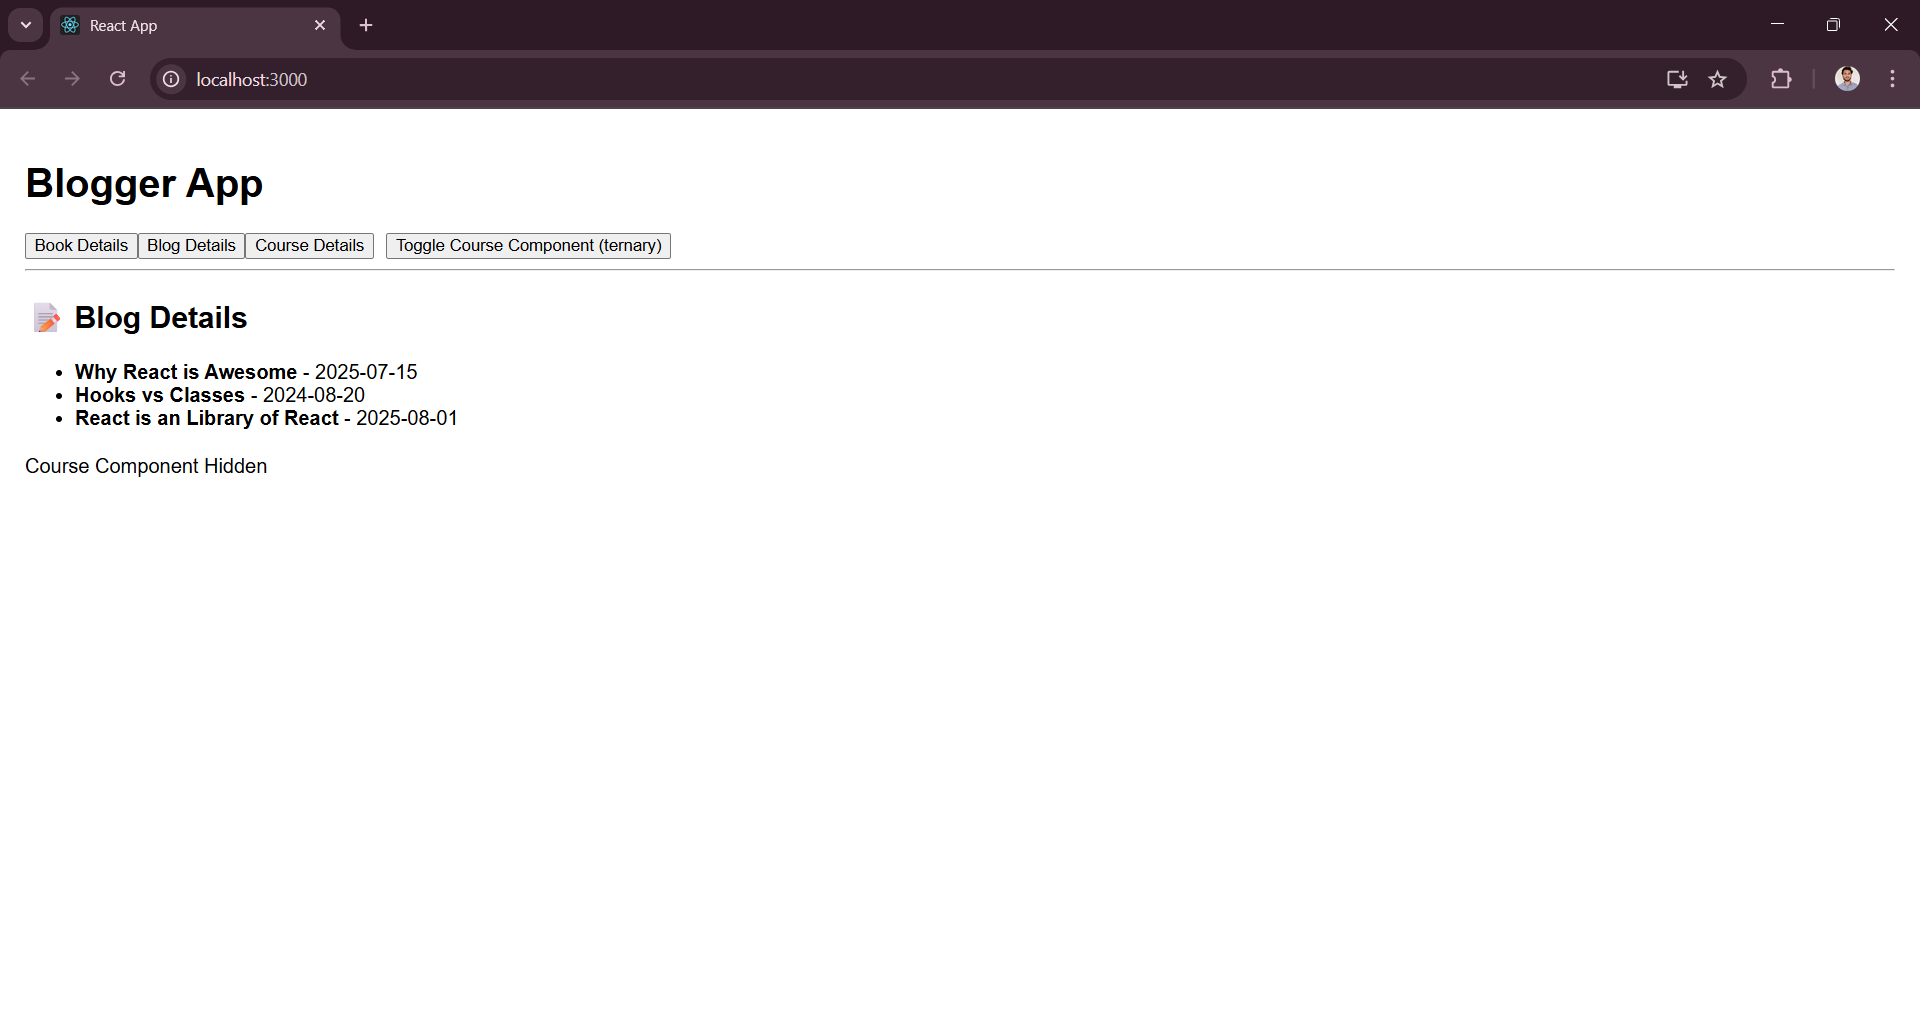 React App
localhost:3000
Blogger App
Book Details Blog Details Course Details Toggle Course Component (ternary)
📝 Blog Details
• Why React is Awesome - 2025-07-15
• Hooks vs Classes - 2024-08-20
• React is an Library of React - 2025-08-01
Course Component Hidden